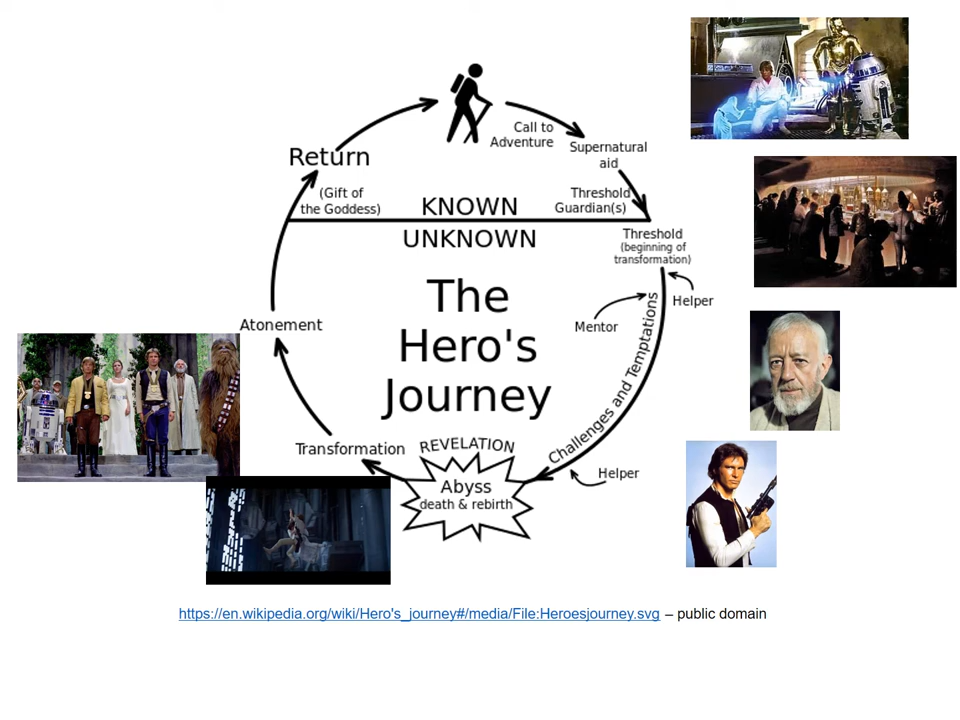 Call to
Adventure
Supernatural
aid
Return
(Gift of
the Goddess)
KNOWN
Threshold
Guardian(s)
UNKNOWN
Threshold
(beginning of
transformation)
Helper
Mentor
The
Hero's
Journey
Challenges and Temptations
Atonement
Transformation
REVELATION
Abyss
death & rebirth
Helper
https://en.wikipedia.org/wiki/Hero's_journey#/media/File:Heroesjourney.svg – public domain